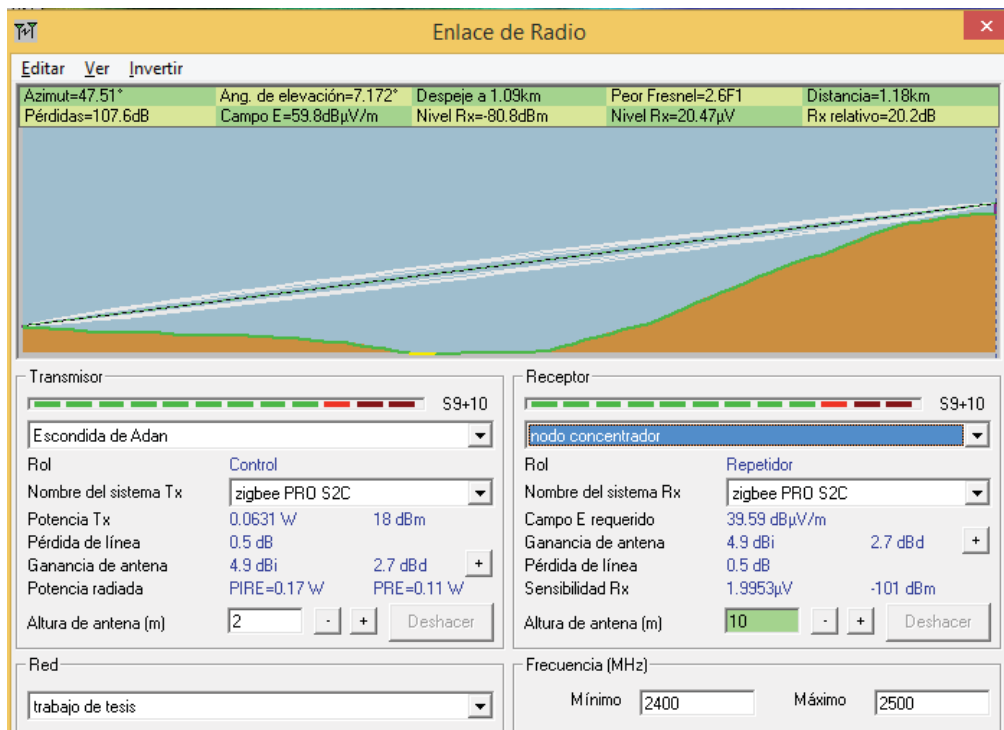 Enlace de Radio
Editar Ver Invertir
Azimut=47.51° Ang. de elevación=7.172° Despeje a 1.09km Peor Fresnel=2.6F1 Distancia=1.18km
Pérdidas=107.6dB Campo E=59.8dBµV/m Nivel Rx=-80.8dBm Nivel Rx=20.47µV Rx relativo=20.2dB
Transmisor
S9+10
Escondida de Adan
Rol Control
Nombre del sistema Tx zigbee PRO S2C
Potencia Tx 0.0631 W 18 dBm
Pérdida de línea 0.5 dB
Ganancia de antena 4.9 dBi 2.7 dBd +
Potencia radiada PIRE=0.17 W PRE=0.11 W
Altura de antena (m) 2 - + Deshacer
Receptor
S9+10
nodo concentrador
Rol Repetidor
Nombre del sistema Rx zigbee PRO S2C
Campo E requerido 39.59 dBµV/m
Ganancia de antena 4.9 dBi 2.7 dBd +
Pérdida de línea 0.5 dB
Sensibilidad Rx 1.9953µV -101 dBm
Altura de antena (m) 10 - + Deshacer
Red
trabajo de tesis
Frecuencia (MHz)
Mínimo 2400 Máximo 2500